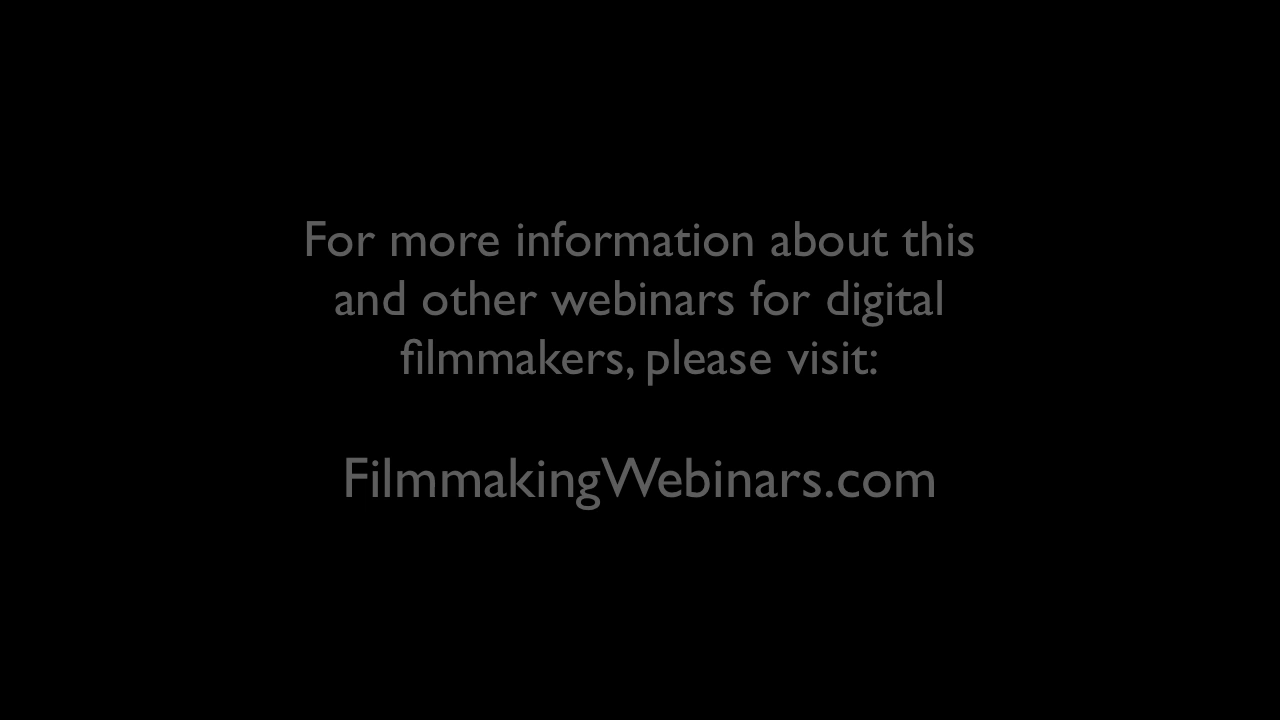 For more information about this
and other webinars for digital
filmmakers, please visit:
FilmmakingWebinars.com